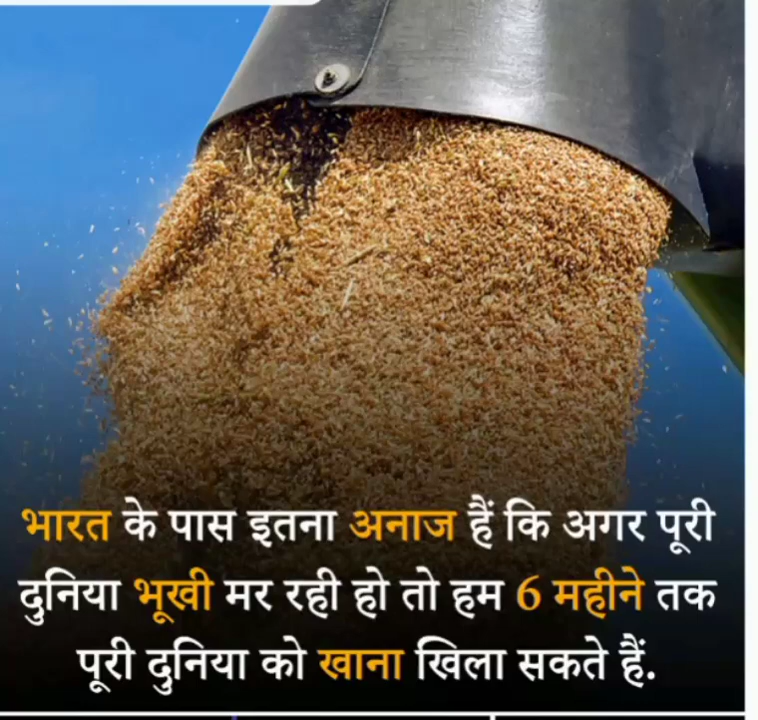 भारत के पास इतना अनाज हैं कि अगर पूरी
दुनिया भूखी मर रही हो तो हम 6 महीने तक
पूरी दुनिया को खाना खिला सकते हैं.